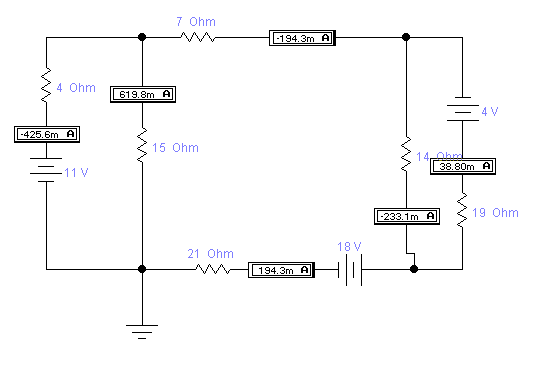 7 Ohm
-194.3m A
4 Ohm
619.8m A
4 V
-425.6m A
15 Ohm
14 Ohm
38.80m A
11 V
-233.1m A
19 Ohm
18 V
21 Ohm
194.3m A